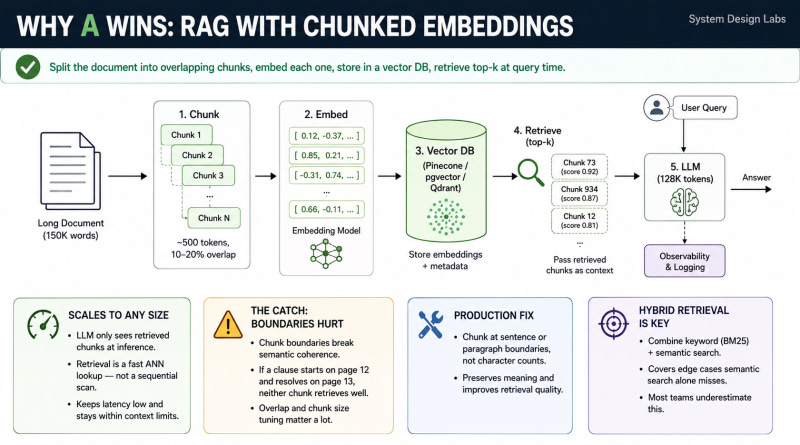 WHY A WINS: RAG WITH CHUNKED EMBEDDINGS
System Design Labs
Split the document into overlapping chunks, embed each one, store in a vector DB, retrieve top-k at query time.
Long Document
(150K words)
1. Chunk
Chunk 1
Chunk 2
Chunk 3
...
Chunk N
~500 tokens,
10–20% overlap
2. Embed
[ 0.12, -0.37, ... ]
[ 0.85, 0.21, ... ]
[ -0.31, 0.74, ... ]
...
[ 0.66, -0.11, ... ]
Embedding Model
3. Vector DB
(Pinecone /
pgvector /
Qdrant)
Store embeddings
+ metadata
4. Retrieve
(top-k)
Chunk 73
(score 0.92)
Chunk 934
(score 0.87)
Chunk 12
(score 0.81)
...
Pass retrieved
chunks as context
User Query
5. LLM
(128K tokens)
Answer
Observability
& Logging
SCALES TO ANY SIZE
• LLM only sees retrieved
chunks at inference.
• Retrieval is a fast ANN
lookup — not a sequential
scan.
• Keeps latency low and
stays within context limits.
THE CATCH:
BOUNDARIES HURT
• Chunk boundaries break
semantic coherence.
• If a clause starts on page 12
and resolves on page 13,
neither chunk retrieves well.
• Overlap and chunk size
tuning matter a lot.
PRODUCTION FIX
• Chunk at sentence or
paragraph boundaries,
not character counts.
• Preserves meaning and
improves retrieval quality.
HYBRID RETRIEVAL
IS KEY
• Combine keyword (BM25)
+ semantic search.
• Covers edge cases semantic
search alone misses.
• Most teams underestimate
this.